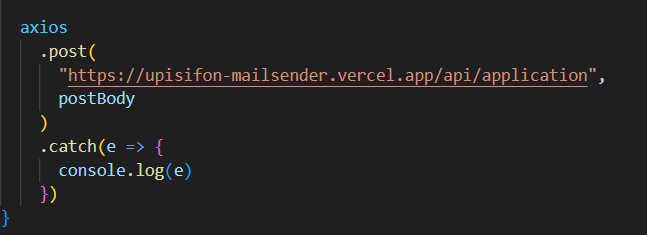 axios
.post(
"https://upisifon-mailsender.vercel.app/api/application",
postBody
)
.catch(e => {
console.log(e)
})
}